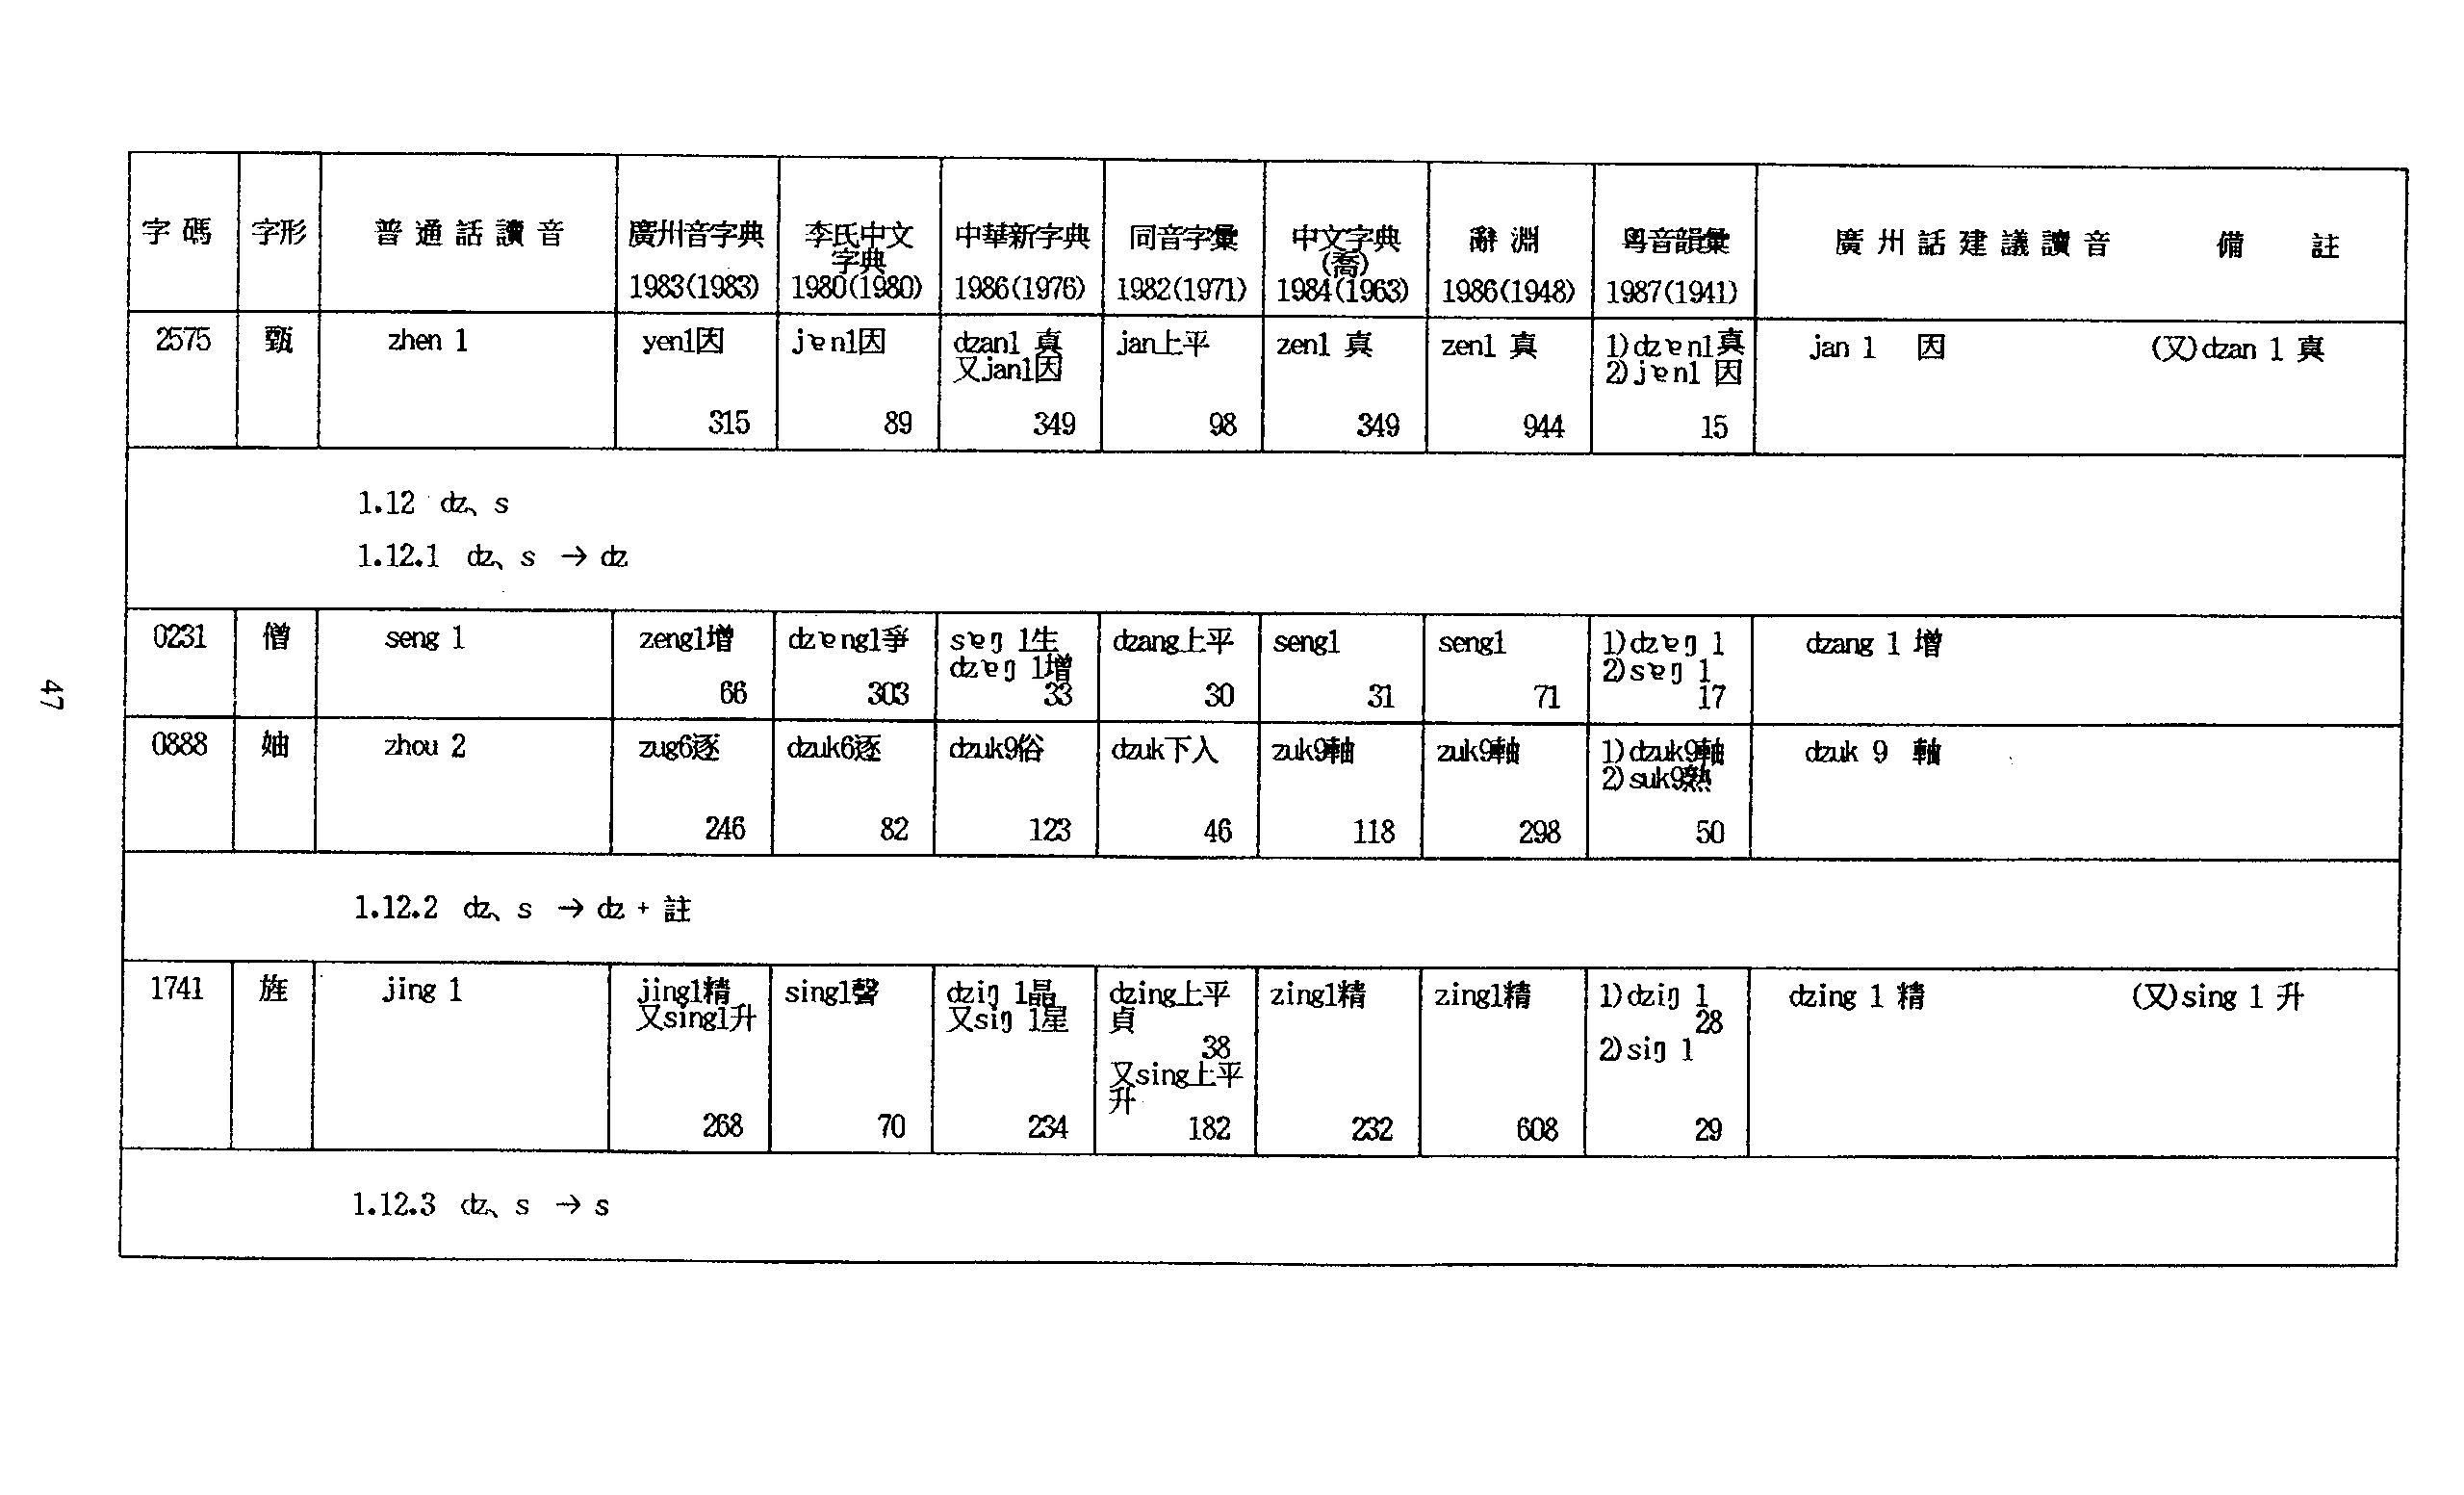 字碼 字形 普通話讀音 廣州音字典 1983(1983) 李氏中文字典 1980(1980) 中華新字典 1986(1976) 同音字彙 1982(1971) 中文字典(喬) 1984(1963) 辭淵 1986(1948) 粵音韻彙 1987(1941) 廣州話建議讀音 備註
2575 甄 zhen 1 yen1因 315 jɐn1因 89 dzan1 真 又jan1因 349 jan上平 98 zen1 真 349 zen1 真 944 1)dzɐn1真 2)jɐn1 因 15 jan 1 因 (又)dzan 1 真
1.12 dz、s
1.12.1 dz、s → dz
0231 僧 seng 1 zeng1增 66 dzɐng1爭 303 sɐŋ 1生 dzɐŋ 1增 33 dzang上平 30 seng1 31 seng1 71 1)dzɐŋ 1 2)sɐŋ 1 17 dzang 1 增
0888 妯 zhou 2 zug6逐 246 dzuk6逐 82 dzuk9俗 123 dzuk下入 46 zuk9軸 118 zuk9軸 298 1)dzuk9軸 2)suk9熟 50 dzuk 9 軸
1.12.2 dz、s → dz + 註
1741 旌 jing 1 jing1精 又sing1升 268 sing1聲 70 dziŋ 1晶 又siŋ 1星 234 dzing上平 貞 38 又sing上平 升 182 zing1精 232 zing1精 608 1)dziŋ 1 28 2)siŋ 1 29 dzing 1 精 (又)sing 1 升
1.12.3 dz、s → s
47